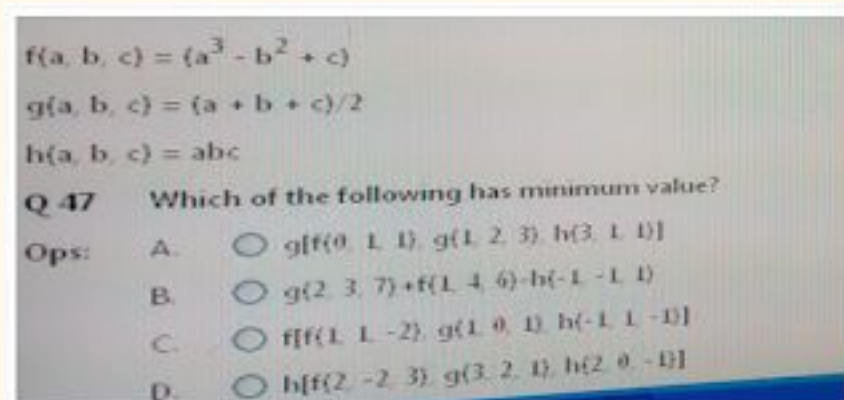 f(a, b, c) = (a³ - b² + c)
g(a, b, c) = (a + b + c)/2
h(a, b, c) = abc
Q 47 Which of the following has minimum value?
Ops: A. g[f(0, 1, 1), g(1, 2, 3), h(3, 1, 1)]
B. g(2, 3, 7)+f(1, 4, 6)-h(-1, -1, 1)
C. f[f(1, 1, -2), g(1, 0, 1), h(-1, 1, -1)]
D. h[f(2, -2, 3), g(3, 2, 1), h(2, 0, -1)]